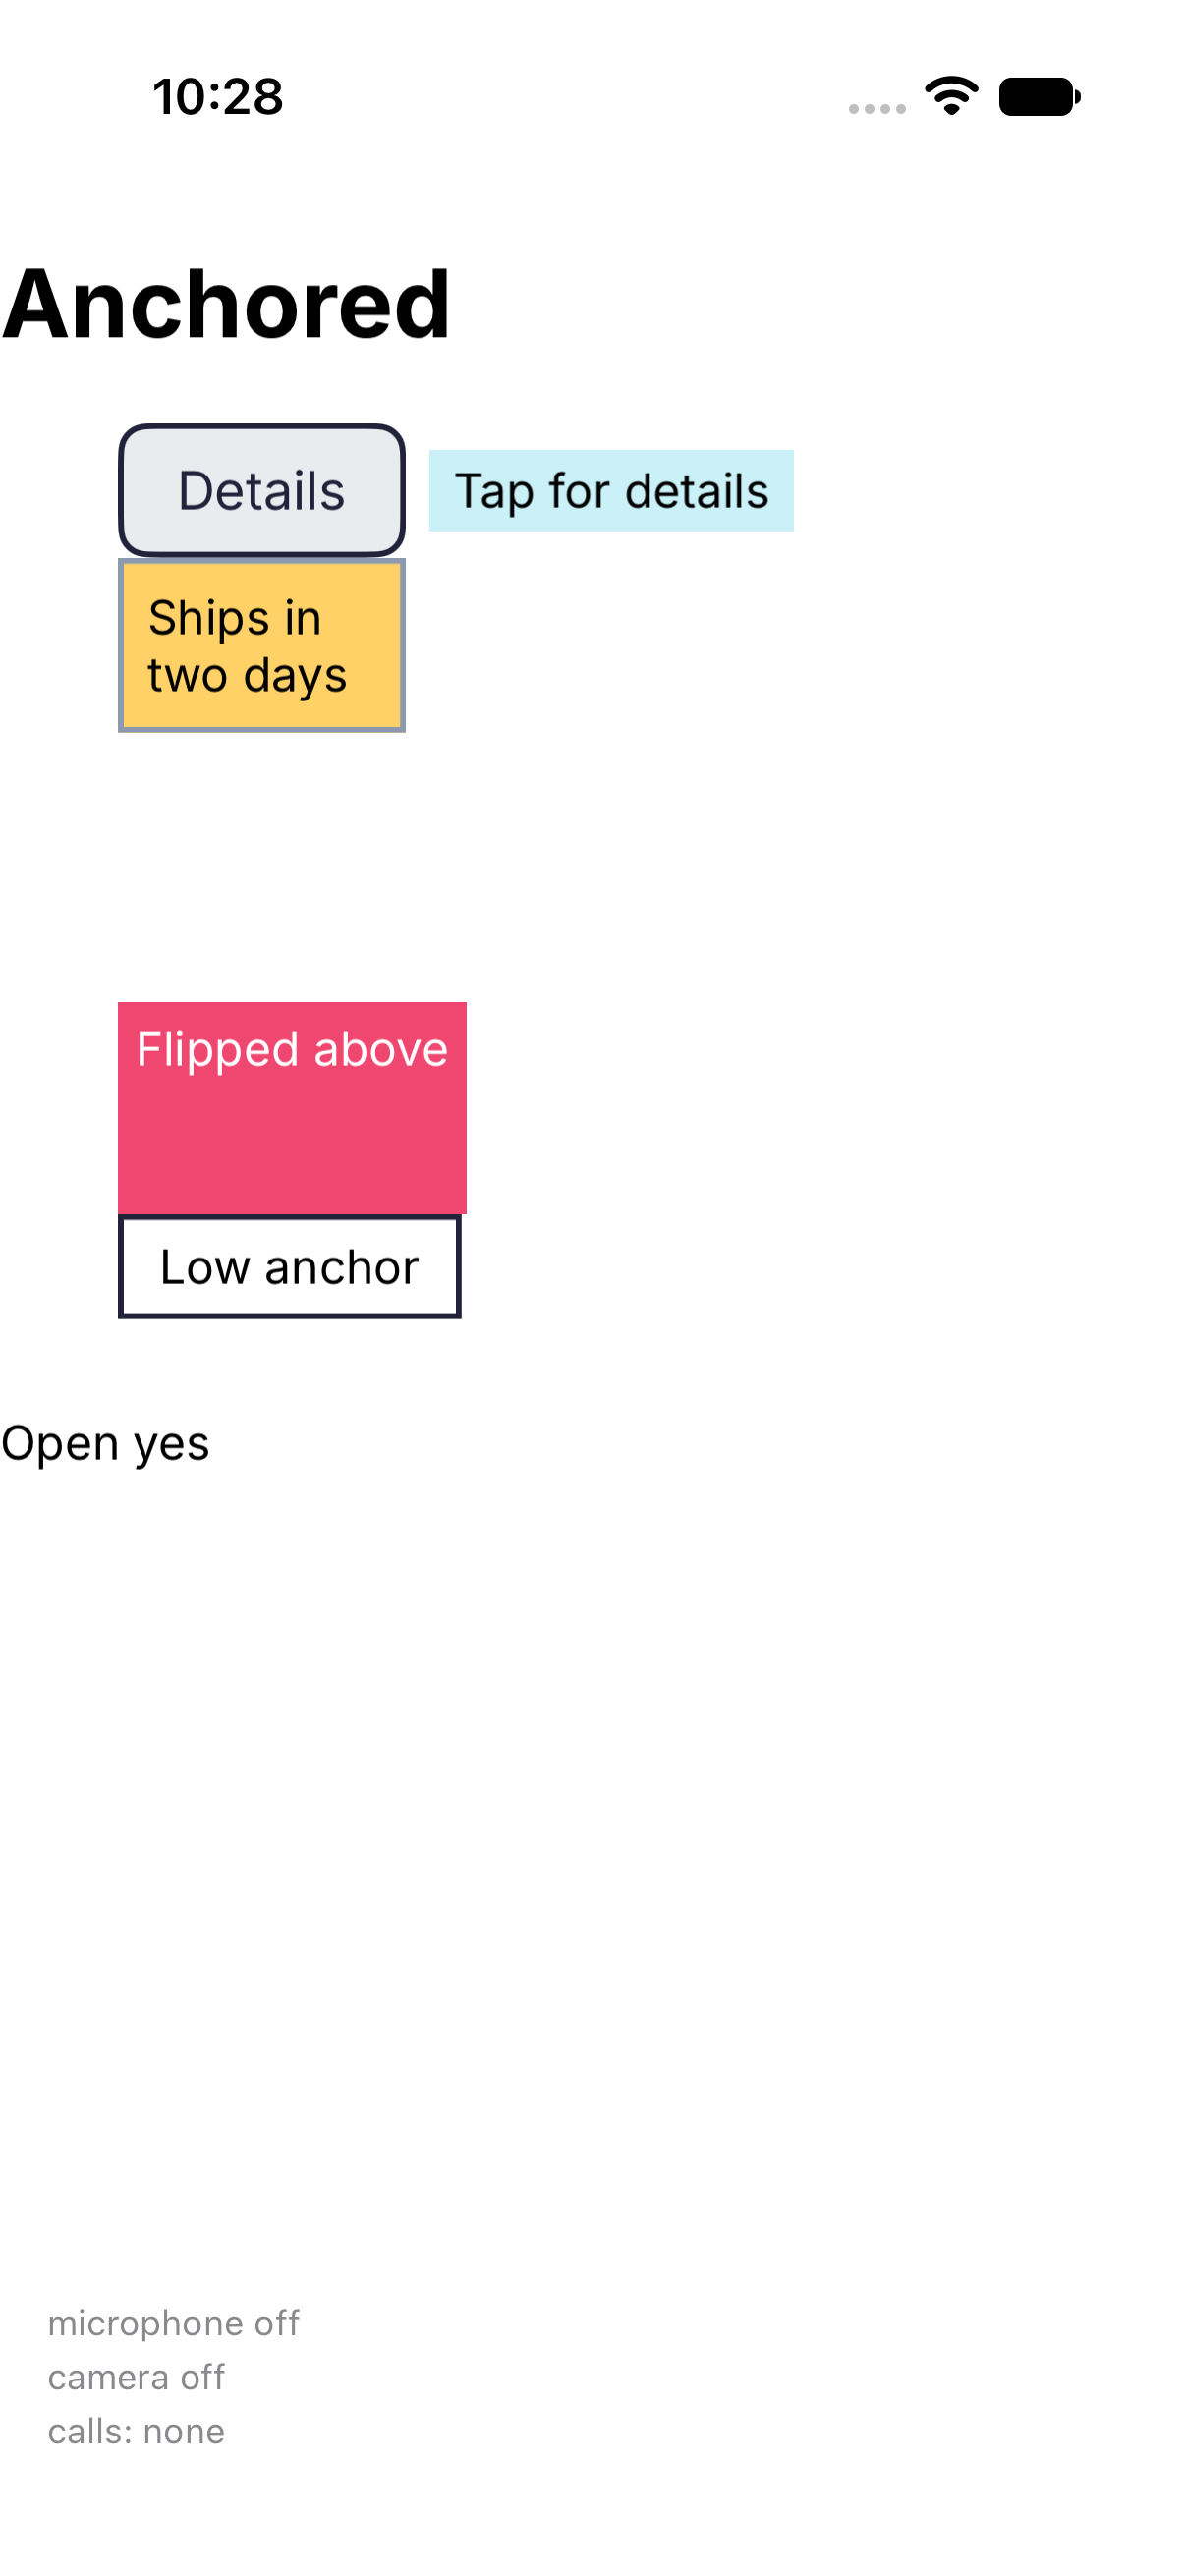 10:28
Anchored
Details
Tap for details
Ships in
two days
Flipped above
Low anchor
Open yes
microphone off
camera off
calls: none